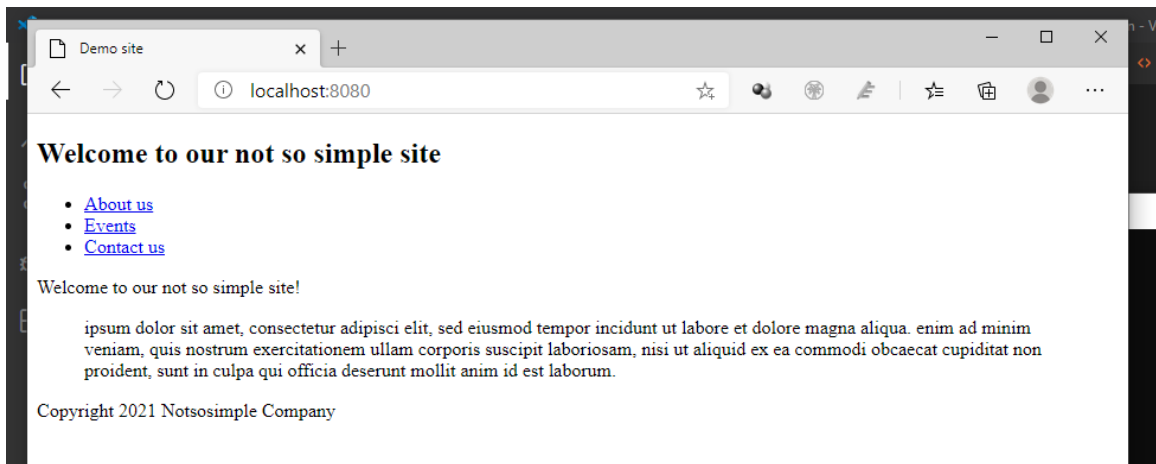 Demo site
localhost:8080
Welcome to our not so simple site
About us
Events
Contact us
Welcome to our not so simple site!
ipsum dolor sit amet, consectetur adipisci elit, sed eiusmod tempor incidunt ut labore et dolore magna aliqua. enim ad minim
veniam, quis nostrum exercitationem ullam corporis suscipit laboriosam, nisi ut aliquid ex ea commodi obcaecat cupiditat non
proident, sunt in culpa qui officia deserunt mollit anim id est laborum.
Copyright 2021 Notsosimple Company